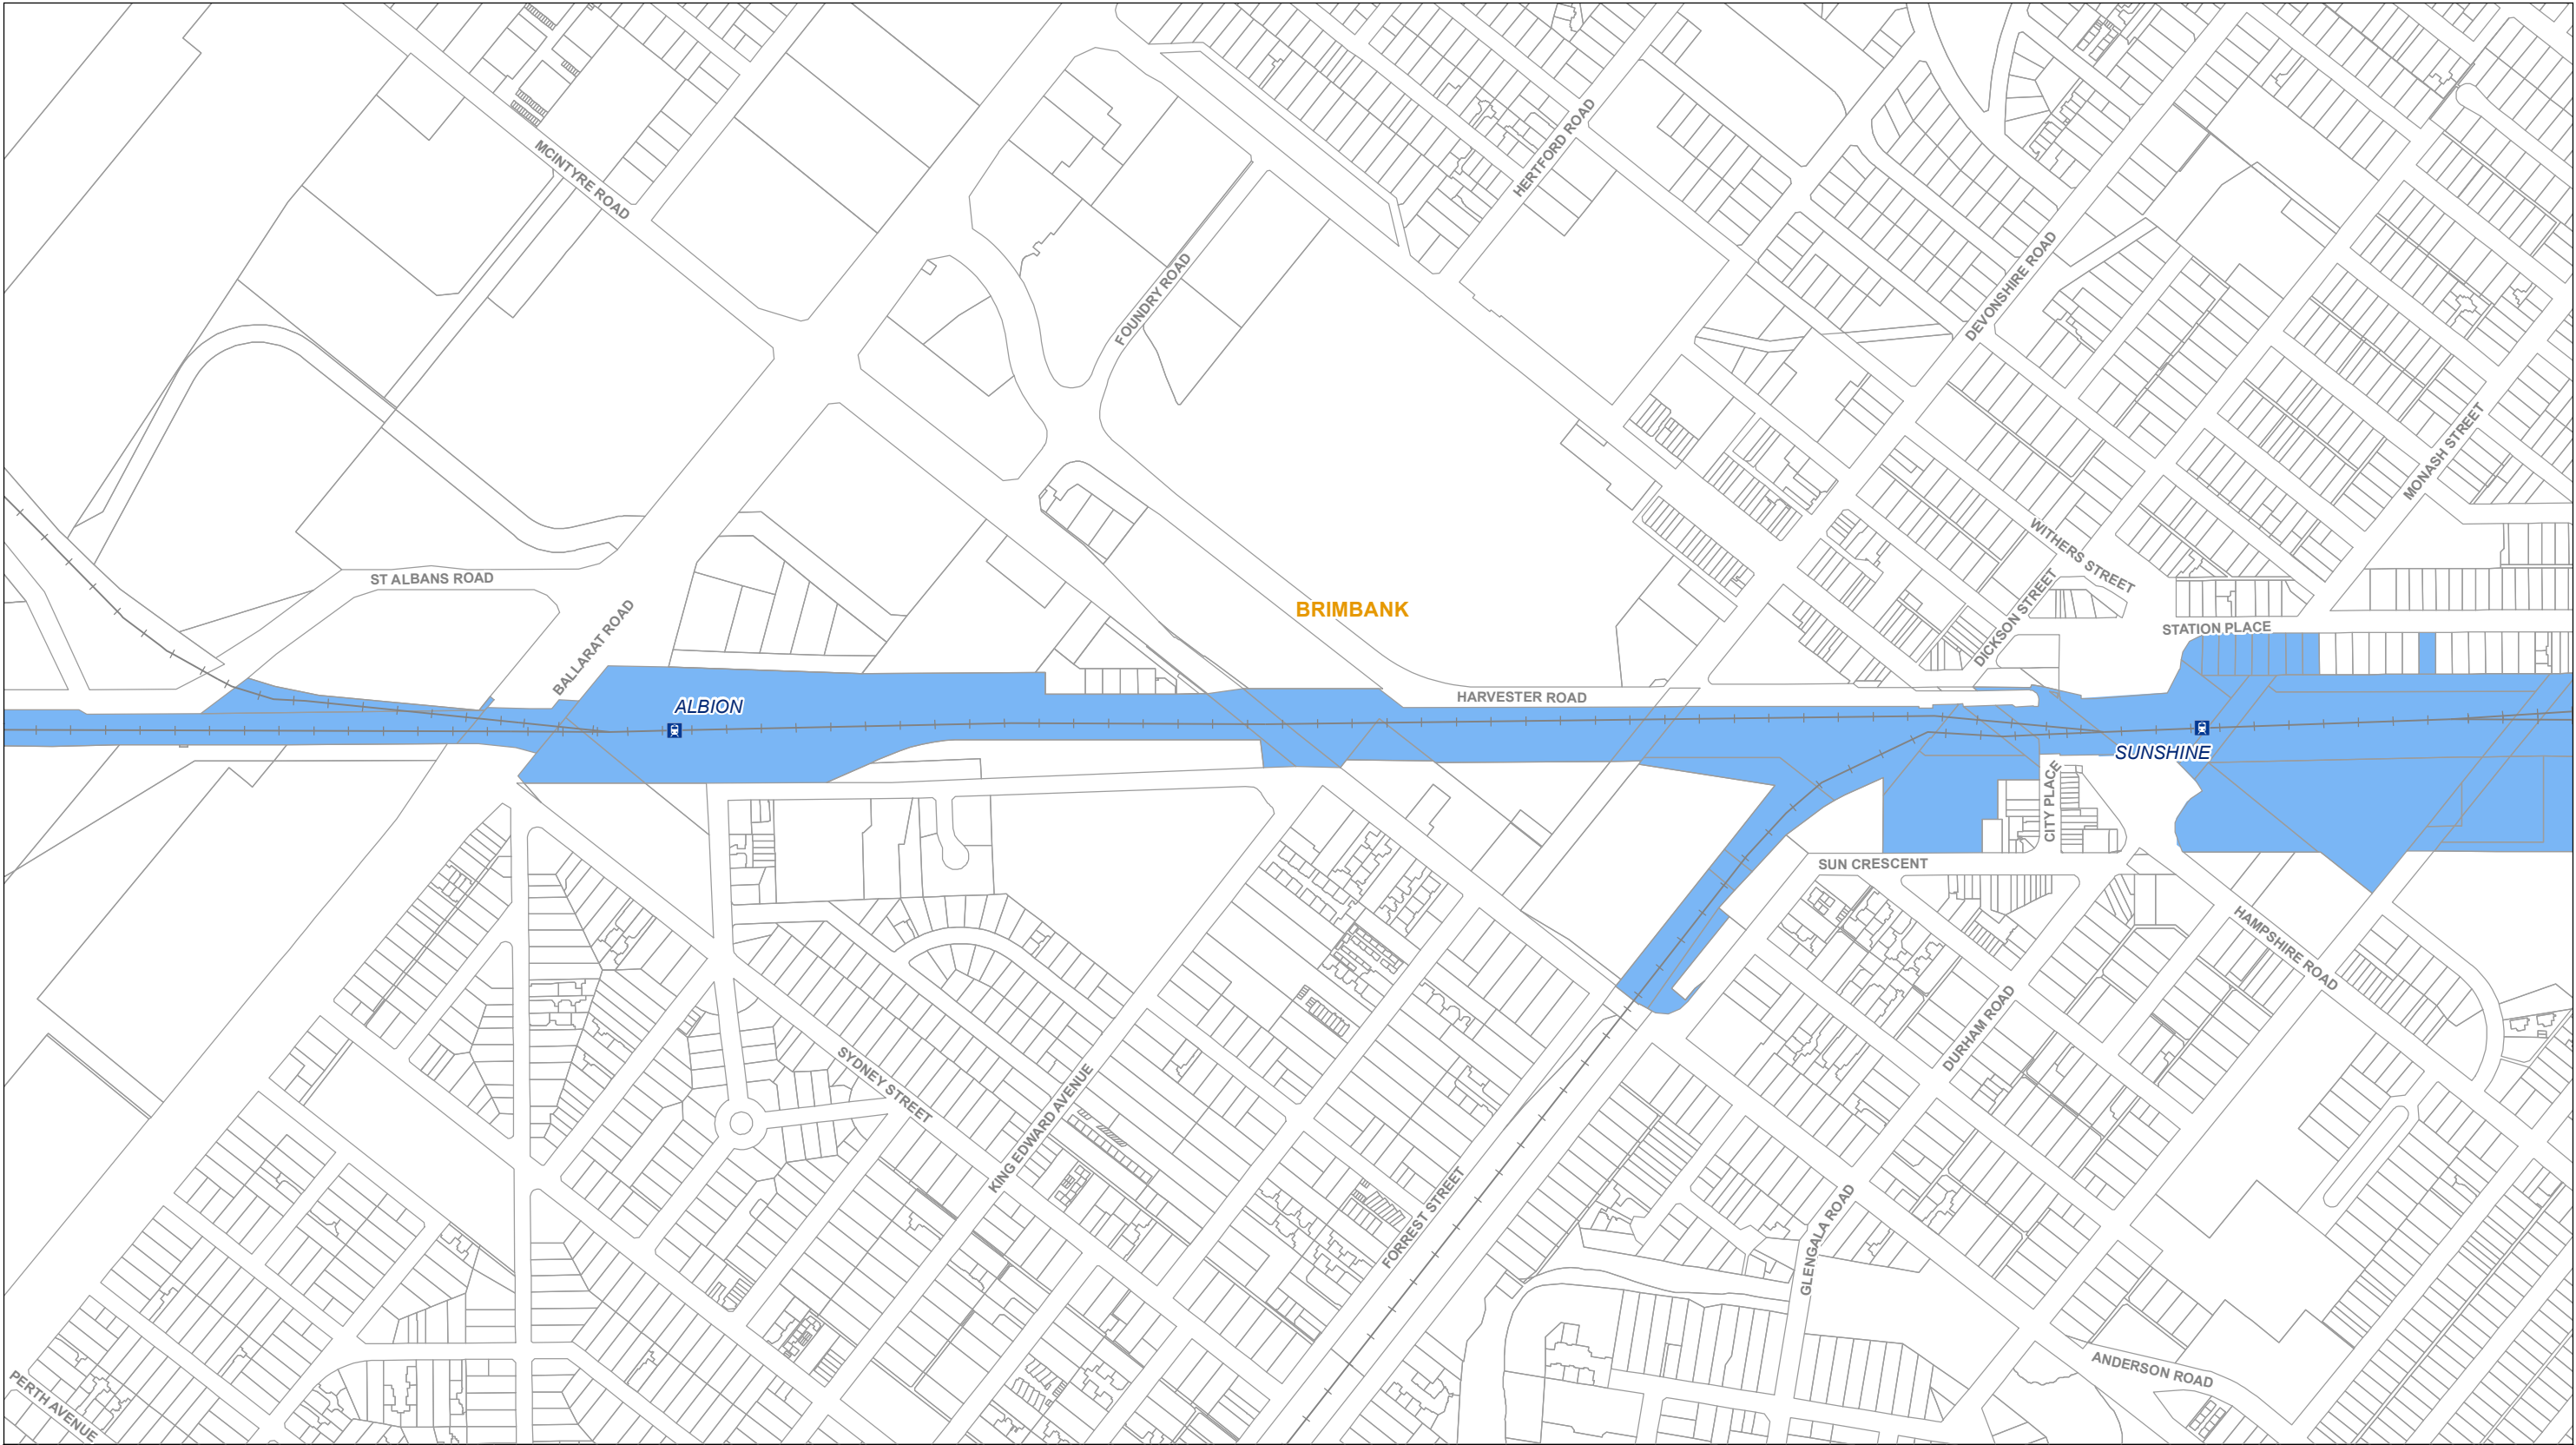 MCINTYRE ROAD
HERTFORD ROAD
FOUNDRY ROAD
DEVONSHIRE ROAD
MONASH STREET
WITHERS STREET
ST ALBANS ROAD
BALLARAT ROAD
BRIMBANK
DICKSON STREET
STATION PLACE
ALBION
HARVESTER ROAD
SUNSHINE
CITY PLACE
SUN CRESCENT
HAMPSHIRE ROAD
DURHAM ROAD
SYDNEY STREET
KING EDWARD AVENUE
FORREST STREET
GLENGALA ROAD
ANDERSON ROAD
PERTH AVENUE